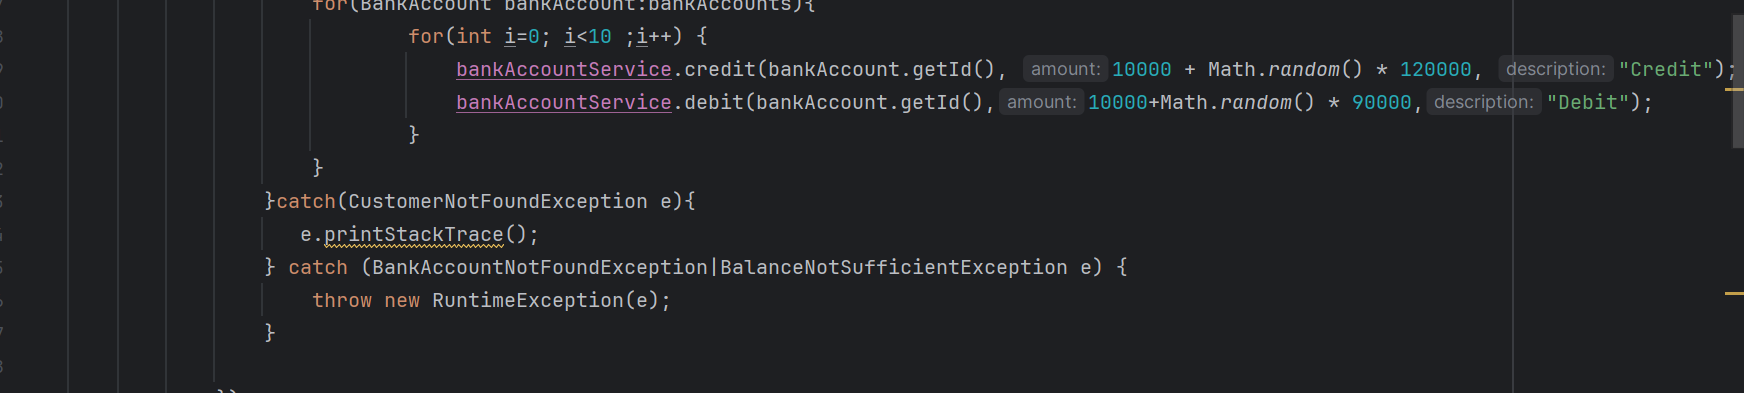 for(BankAccount bankAccount:bankAccounts){
for(int i=0; i<10 ;i++) {
bankAccountService.credit(bankAccount.getId(), amount: 10000 + Math.random() * 120000, description: "Credit");
bankAccountService.debit(bankAccount.getId(), amount: 10000+Math.random() * 90000, description: "Debit");
}
}
}catch(CustomerNotFoundException e){
e.printStackTrace();
} catch (BankAccountNotFoundException|BalanceNotSufficientException e) {
throw new RuntimeException(e);
}